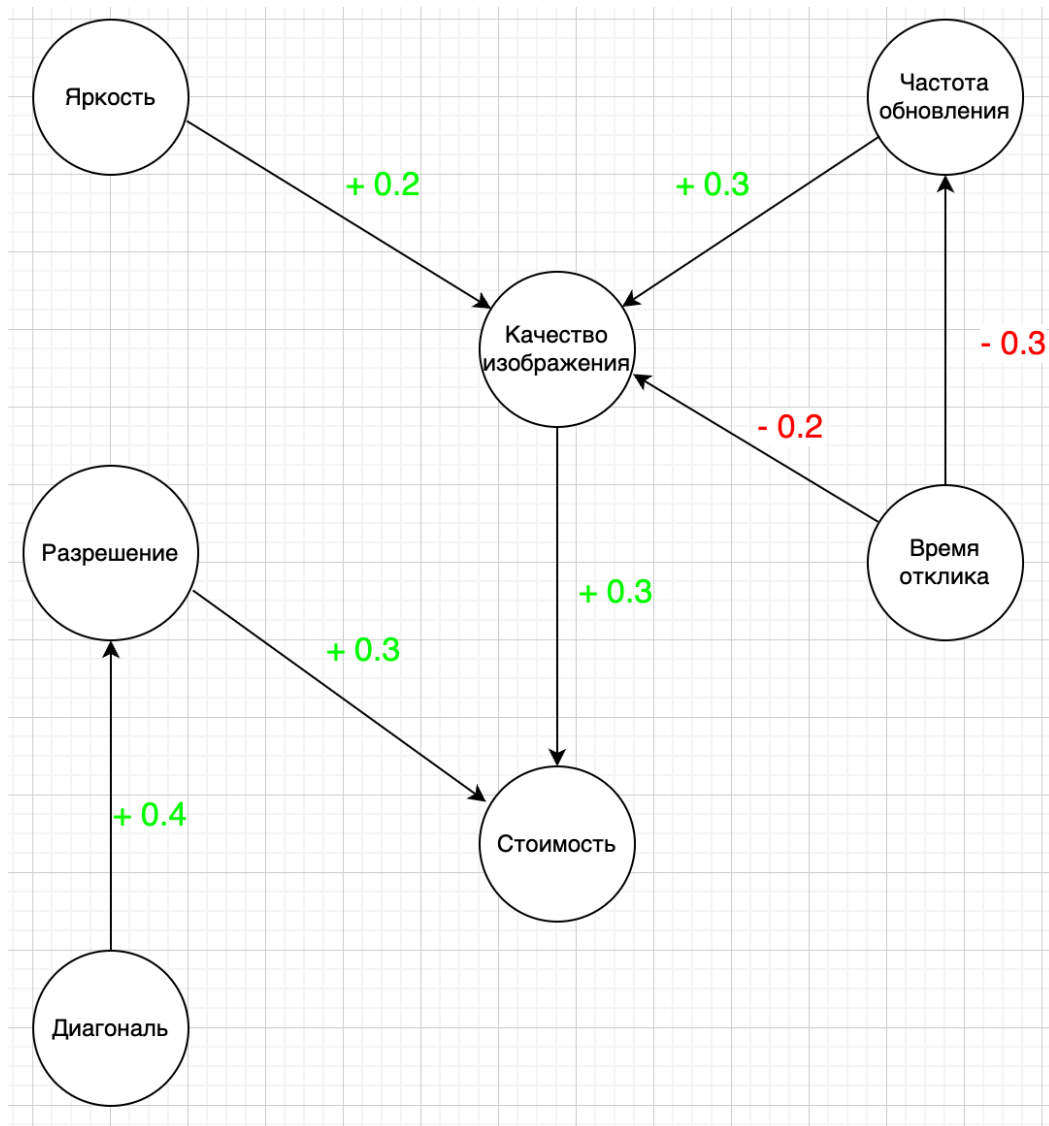 Яркость
Частота
обновления
+ 0.2
+ 0.3
Качество
изображения
- 0.3
- 0.2
Разрешение
Время
отклика
+ 0.3
+ 0.3
+ 0.4
Стоимость
Диагональ